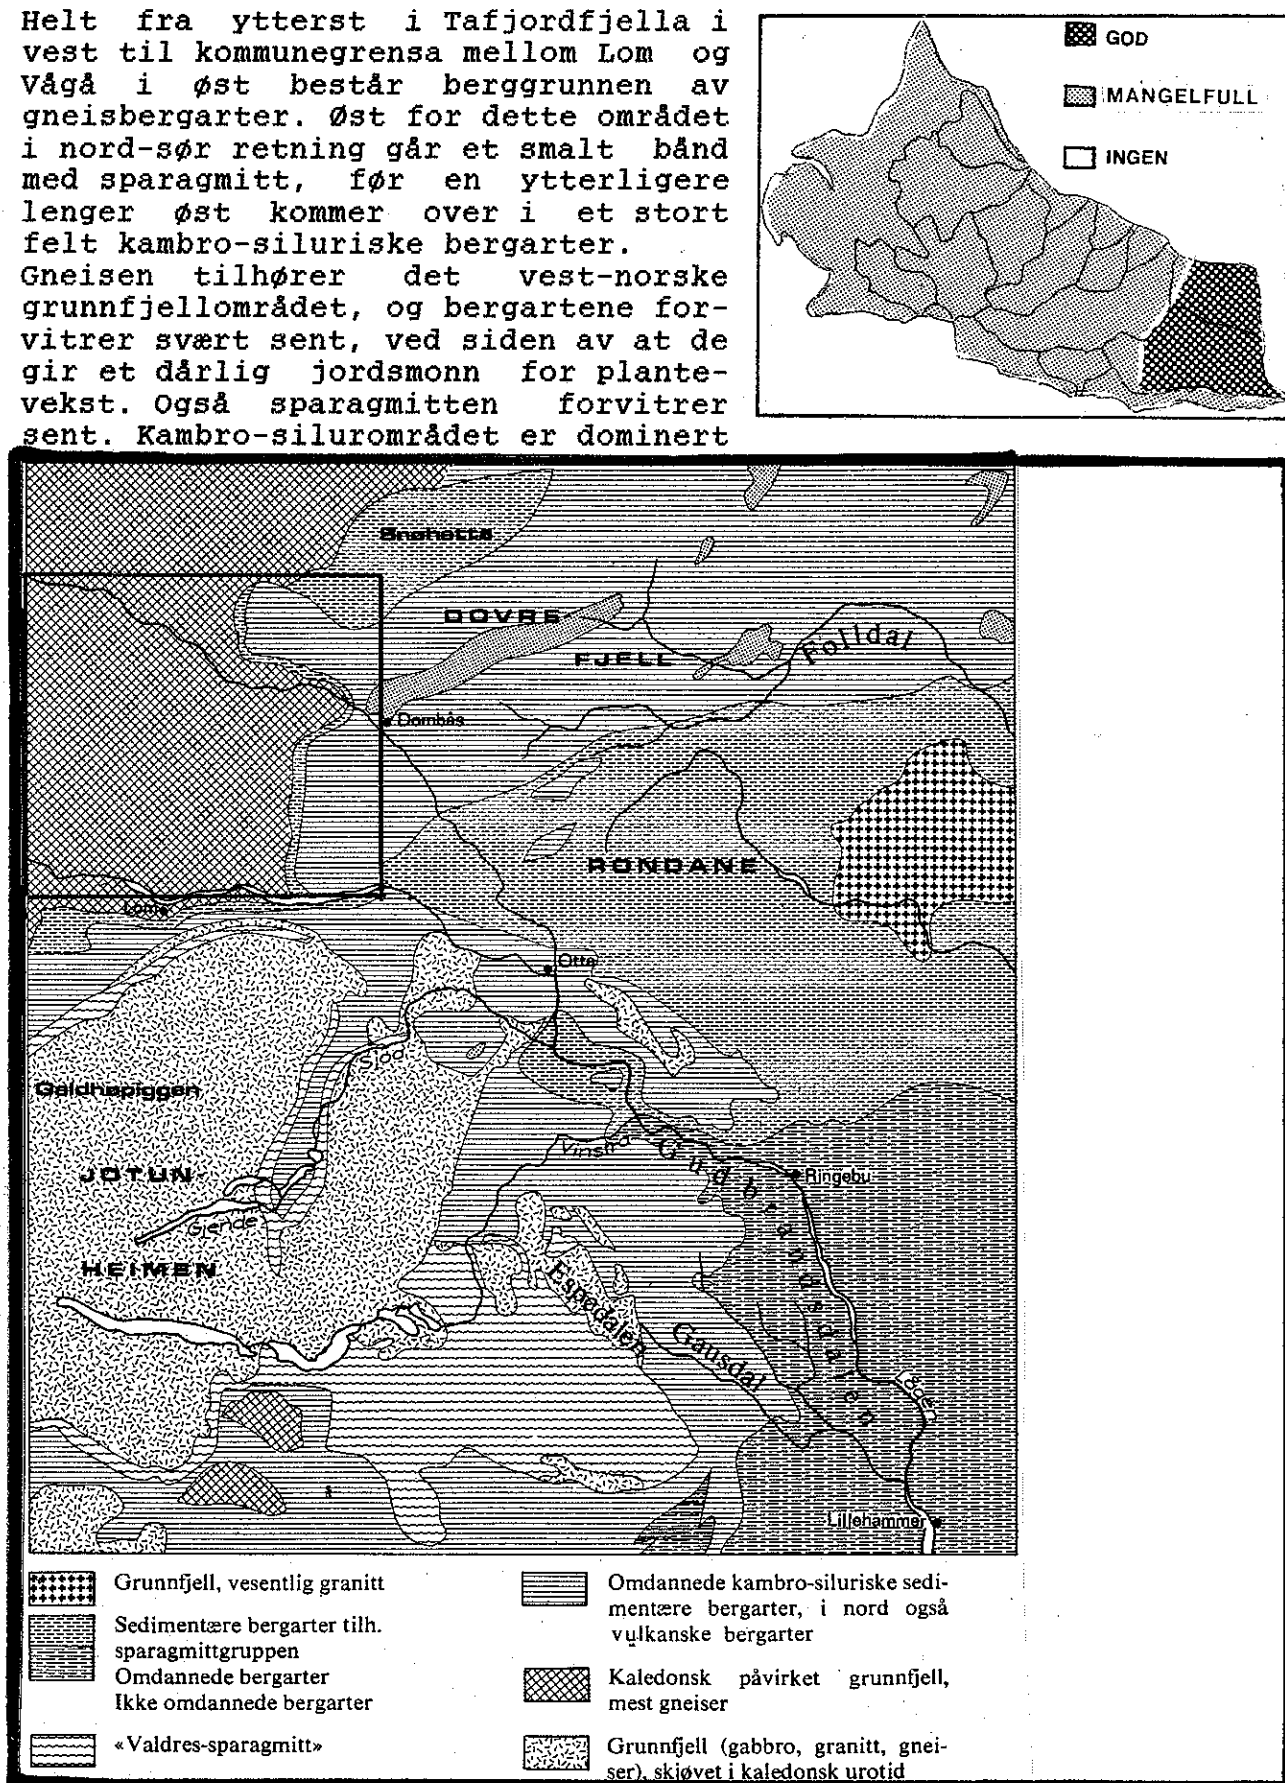 Helt fra ytterst i Tafjordfjella i
vest til kommunegrensa mellom Lom og
Vågå i øst består berggrunnen av
gneisbergarter. Øst for dette området
i nord-sør retning går et smalt bånd
med sparagmitt, før en ytterligere
lenger øst kommer over i et stort
felt kambro-siluriske bergarter.
Gneisen tilhører det vest-norske
grunnfjellområdet, og bergartene for-
vitrer svært sent, ved siden av at de
gir et dårlig jordsmonn for plante-
vekst. Også sparagmitten forvitrer
sent. Kambro-silurområdet er dominert
GOD
MANGELFULL
INGEN
Snøhetta
DOVRE
FJELL
Folldal
Dombås
RONDANE
Lom
Otta
Sjoa
Galdhøpiggen
Vinstra
Gudbrandsdalen
Ringebu
JOTUN-
Gjende
HEIMEN
Espedalen
Gausdal
Lågen
Lillehammer
Grunnfjell, vesentlig granitt
Sedimentære bergarter tilh.
sparagmittgruppen
Omdannede bergarter
Ikke omdannede bergarter
«Valdres-sparagmitt»
Omdannede kambro-siluriske sedi-
mentære bergarter, i nord også
vulkanske bergarter
Kaledonsk påvirket grunnfjell,
mest gneiser
Grunnfjell (gabbro, granitt, gnei-
ser), skjøvet i kaledonsk urotid